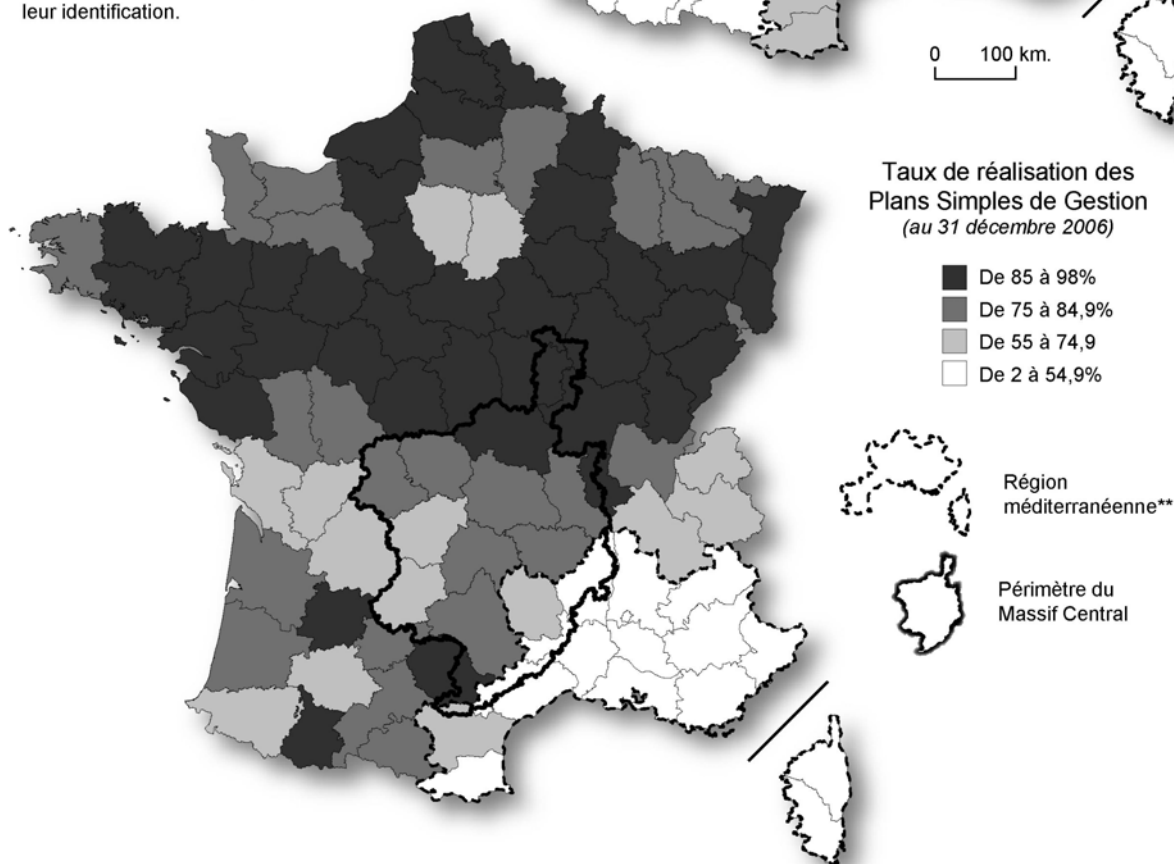 leur identification.
0 100 km.
Taux de réalisation des
Plans Simples de Gestion
(au 31 décembre 2006)
De 85 à 98%
De 75 à 84,9%
De 55 à 74,9
De 2 à 54,9%
Région
méditerranéenne**
Périmètre du
Massif Central